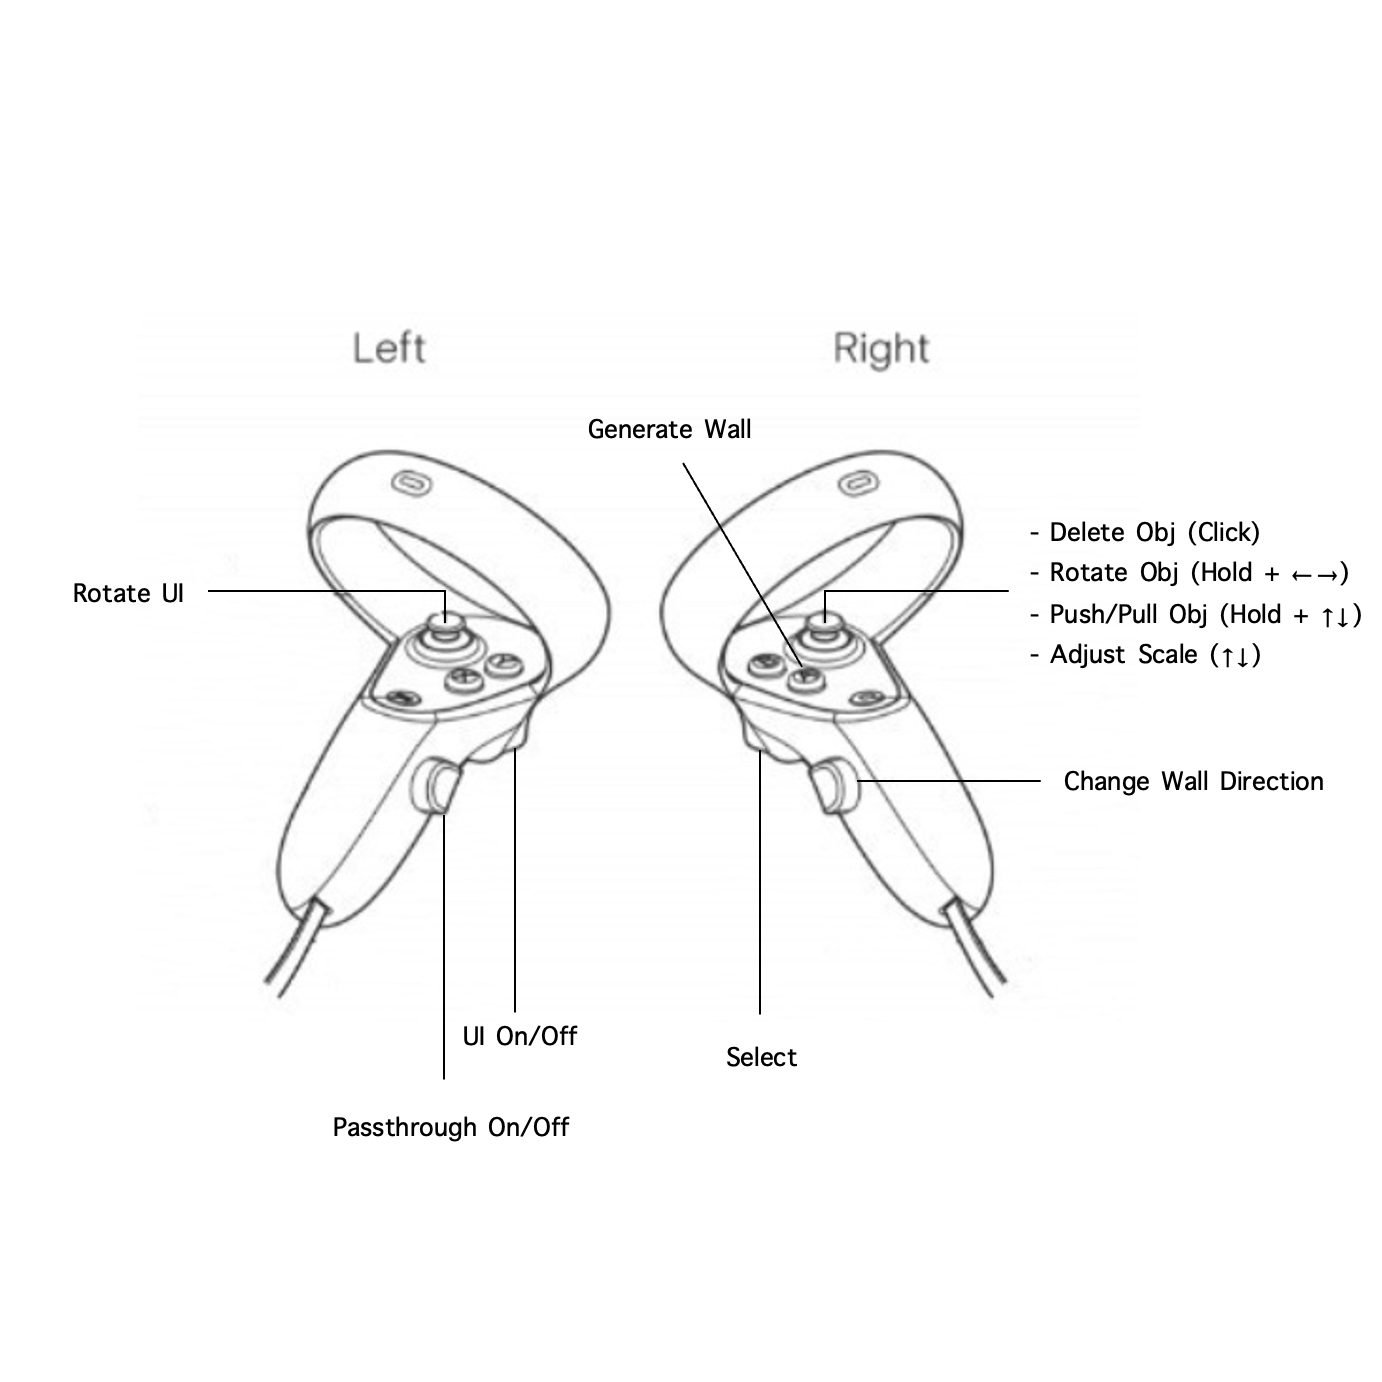 Left
Right
Generate Wall
- Delete Obj (Click)
- Rotate Obj (Hold + ←→)
- Push/Pull Obj (Hold + ↑↓)
- Adjust Scale (↑↓)
Rotate UI
Change Wall Direction
UI On/Off
Select
Passthrough On/Off